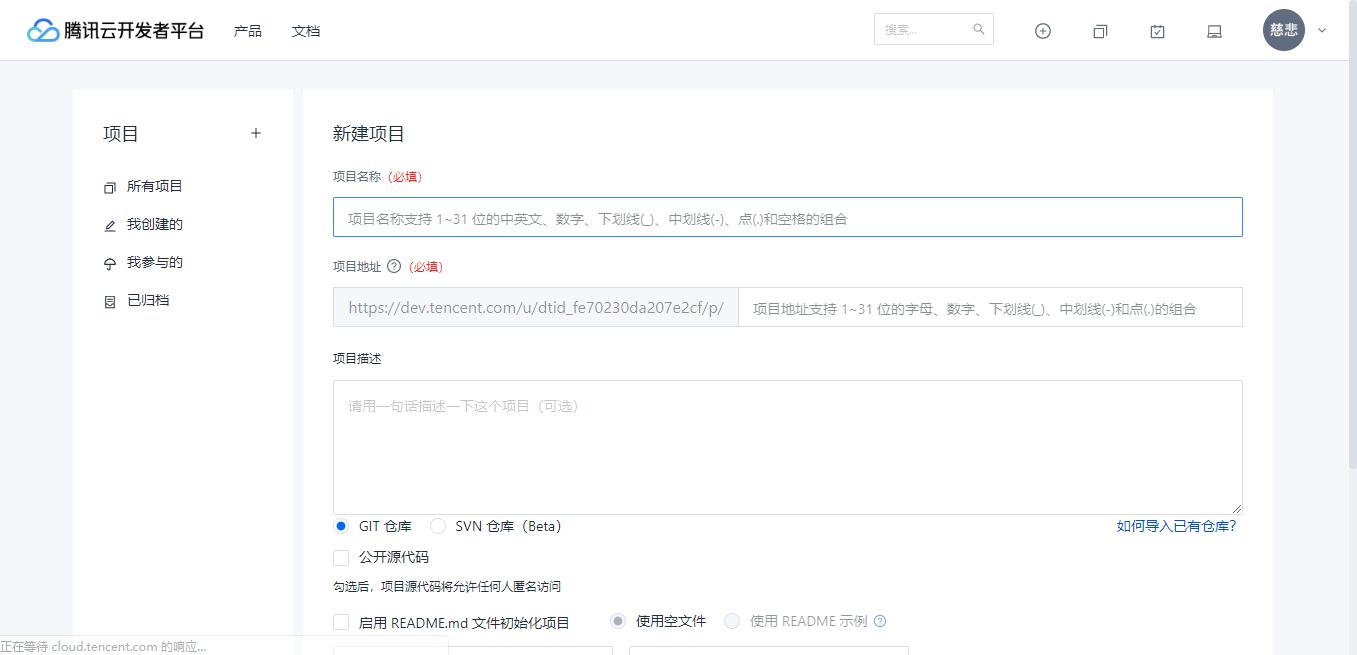 腾讯云开发者平台 产品 文档 搜索... 慈悲
项目
所有项目
我创建的
我参与的
已归档
新建项目
项目名称 (必填)
项目名称支持 1~31 位的中英文、数字、下划线(_)、中划线(-)、点(.)和空格的组合
项目地址 (必填)
https://dev.tencent.com/u/dtid_fe70230da207e2cf/p/ 项目地址支持 1~31 位的字母、数字、下划线(_)、中划线(-)和点(.)的组合
项目描述
请用一句话描述一下这个项目（可选）
GIT 仓库 SVN 仓库（Beta） 如何导入已有仓库?
公开源代码
勾选后，项目源代码将允许任何人匿名访问
启用 README.md 文件初始化项目 使用空文件 使用 README 示例
正在等待 cloud.tencent.com 的响应...